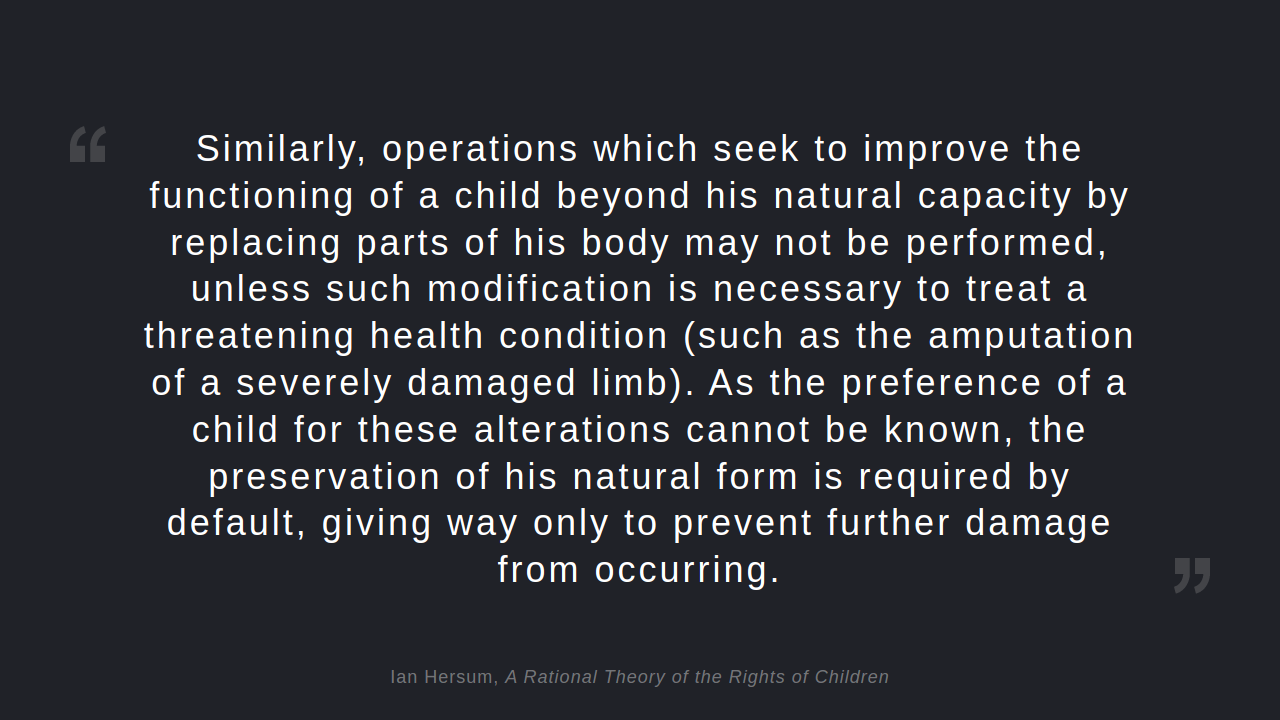 “
Similarly, operations which seek to improve the
functioning of a child beyond his natural capacity by
replacing parts of his body may not be performed,
unless such modification is necessary to treat a
threatening health condition (such as the amputation
of a severely damaged limb). As the preference of a
child for these alterations cannot be known, the
preservation of his natural form is required by
default, giving way only to prevent further damage
from occurring.
”
Ian Hersum, A Rational Theory of the Rights of Children